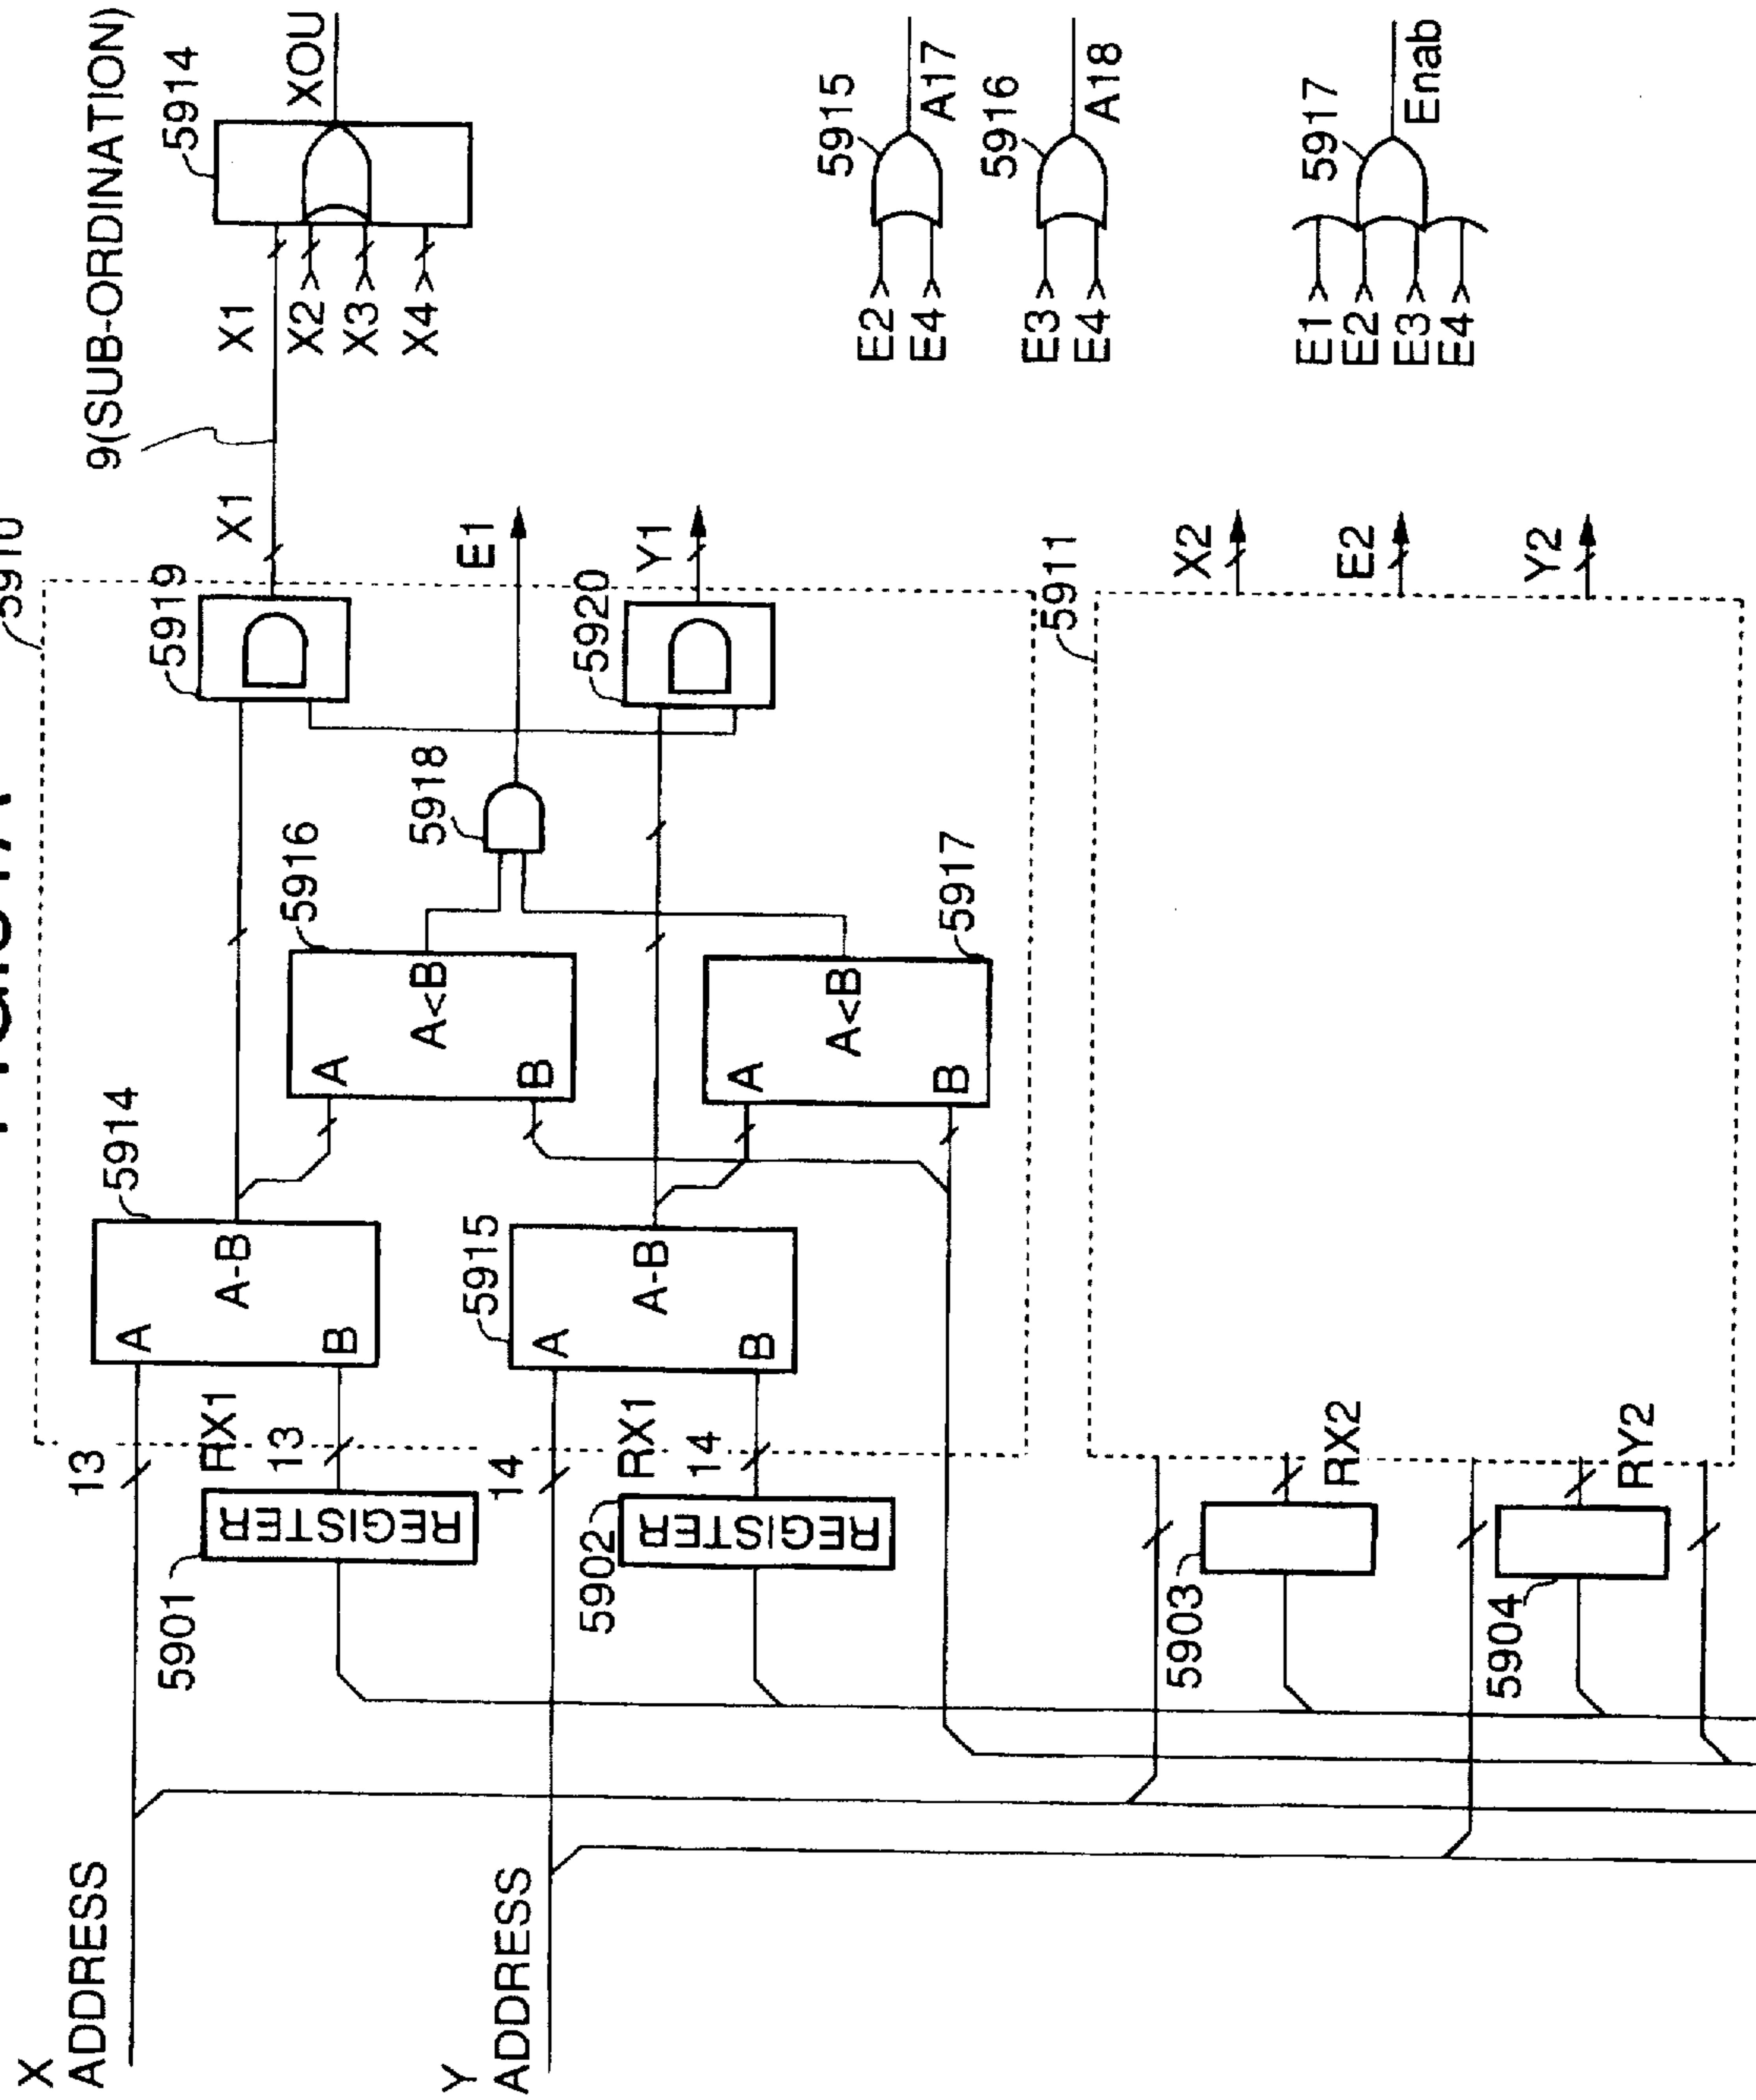 9(SUB-ORDINATION)
5914
XOU
X1
X1
X2
X3
X4
5919
E1
5920
Y1
5915
A17
E2
E4
5916
A18
E3
E4
5917
Enab
E1
E2
E3
E4
5918
5916
A
A<B
B
5917
A
A<B
B
5911
X2
E2
Y2
5914
A
A-B
B
5915
A
A-B
B
13
RX1
13
REGISTER
5901
14
RX1
14
REGISTER
5902
5903
RX2
5904
RY2
X
ADDRESS
Y
ADDRESS